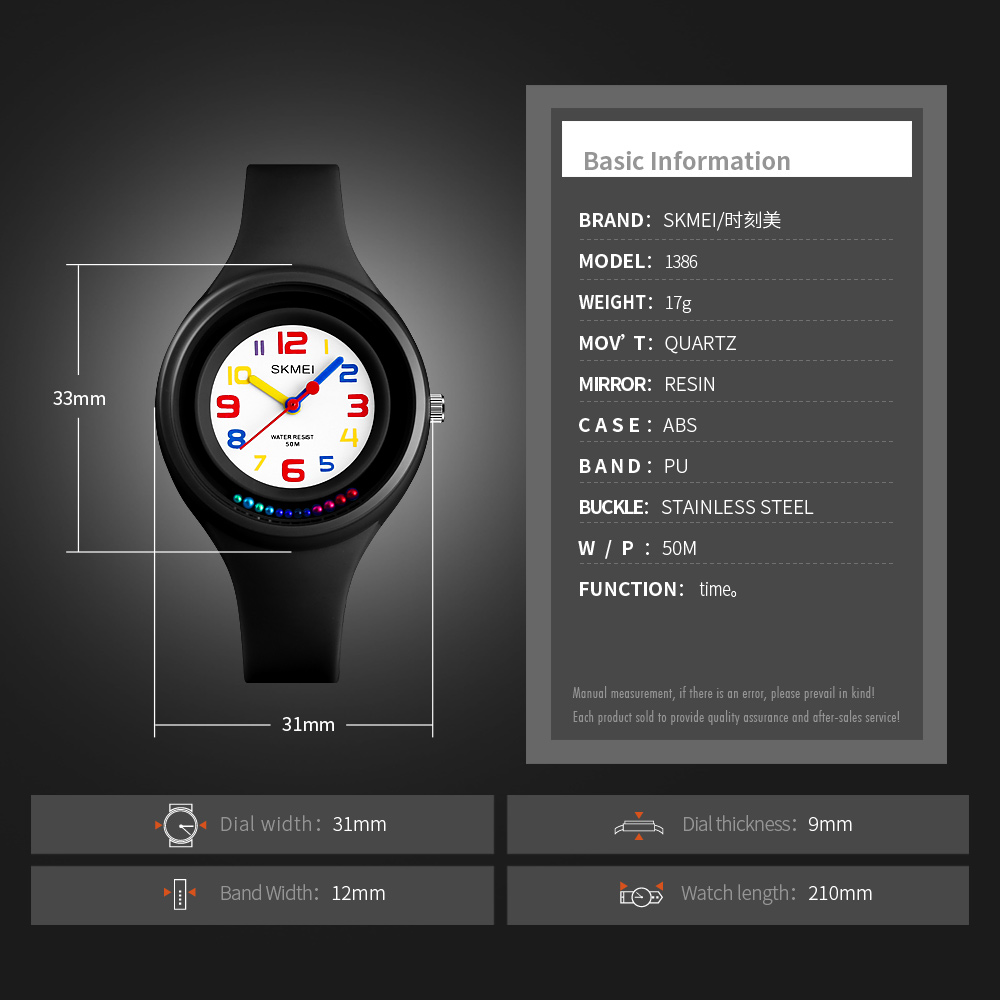 Basic Information
BRAND: SKMEI/时刻美
MODEL: 1386
WEIGHT: 17g
MOV’ T: QUARTZ
MIRROR: RESIN
CASE: ABS
BAND: PU
BUCKLE: STAINLESS STEEL
W / P : 50M
FUNCTION: time。
Manual measurement, if there is an error, please prevail in kind!
Each product sold to provide quality assurance and after-sales service!
33mm
31mm
12
1
2
3
4
5
6
7
8
9
10
11
SKMEI
WATER RESIST
50M
Dial width: 31mm
Dial thickness: 9mm
Band Width: 12mm
Watch length: 210mm